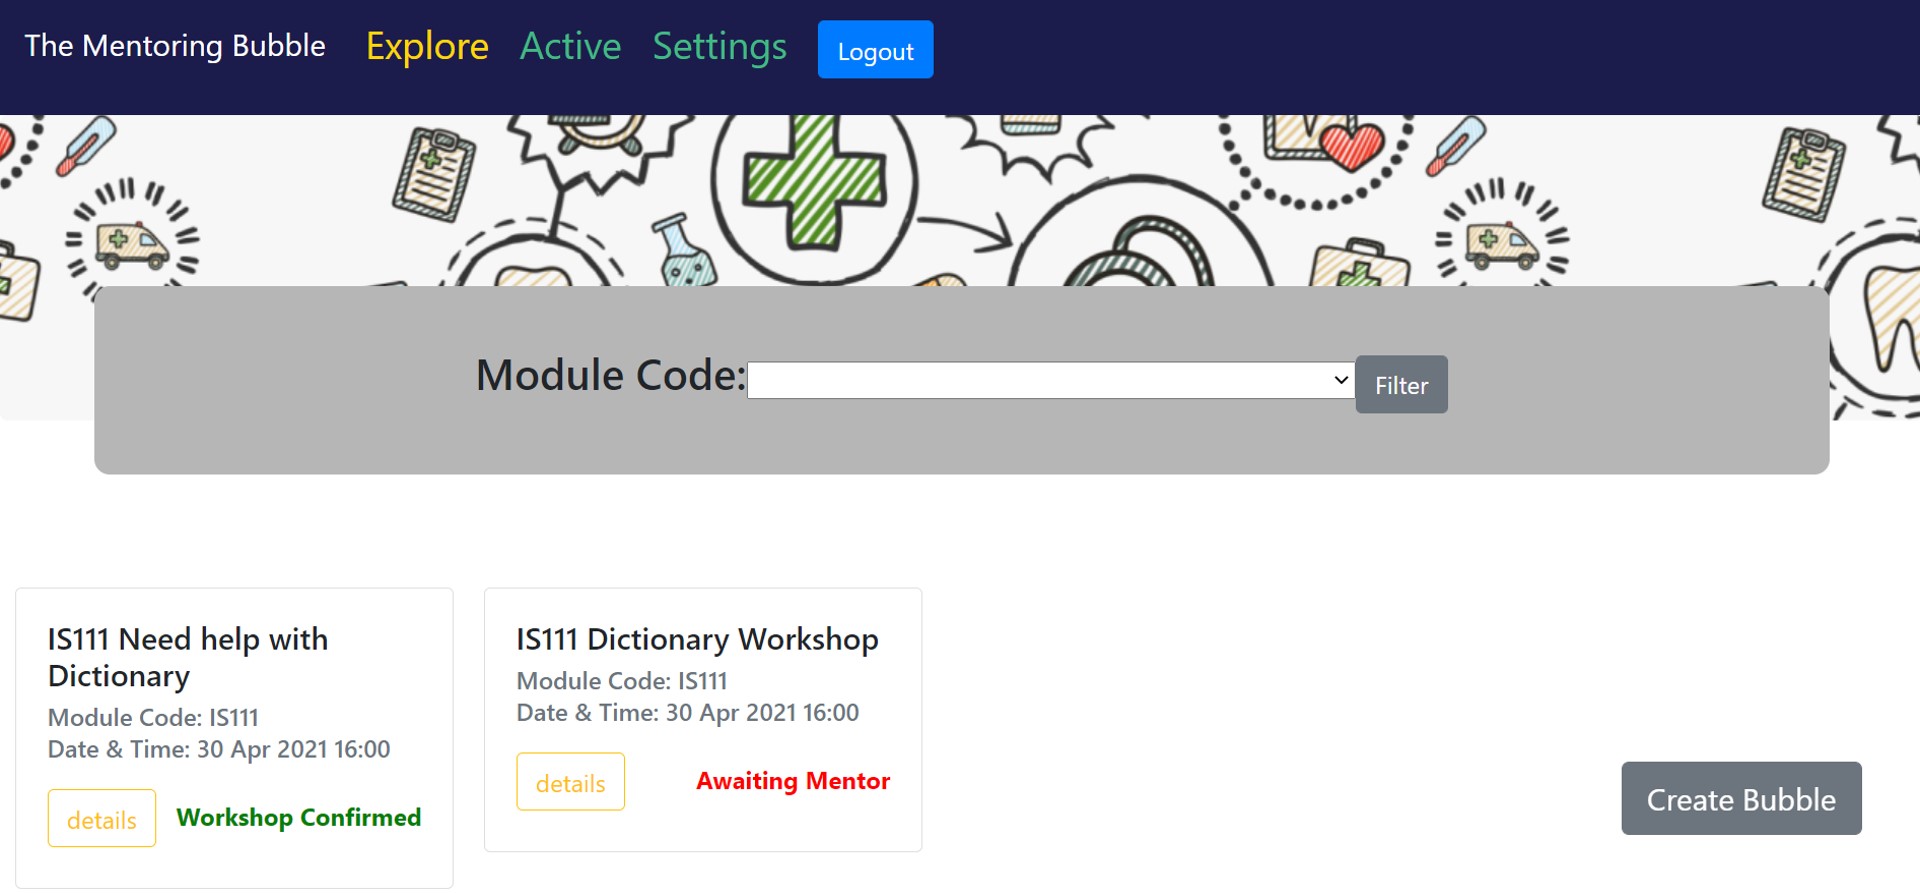 The Mentoring Bubble Explore Active Settings Logout
Module Code: Filter
IS111 Need help with
Dictionary
Module Code: IS111
Date & Time: 30 Apr 2021 16:00
details Workshop Confirmed
IS111 Dictionary Workshop
Module Code: IS111
Date & Time: 30 Apr 2021 16:00
details Awaiting Mentor
Create Bubble